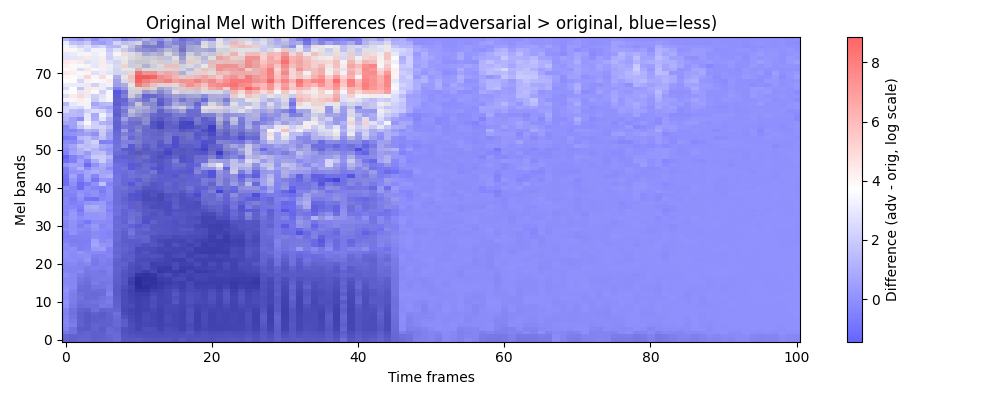 Original Mel with Differences (red=adversarial > original, blue=less)
Mel bands
70
60
50
40
30
20
10
0
0 20 40 60 80 100
Time frames
8
6
4
2
0
Difference (adv - orig, log scale)